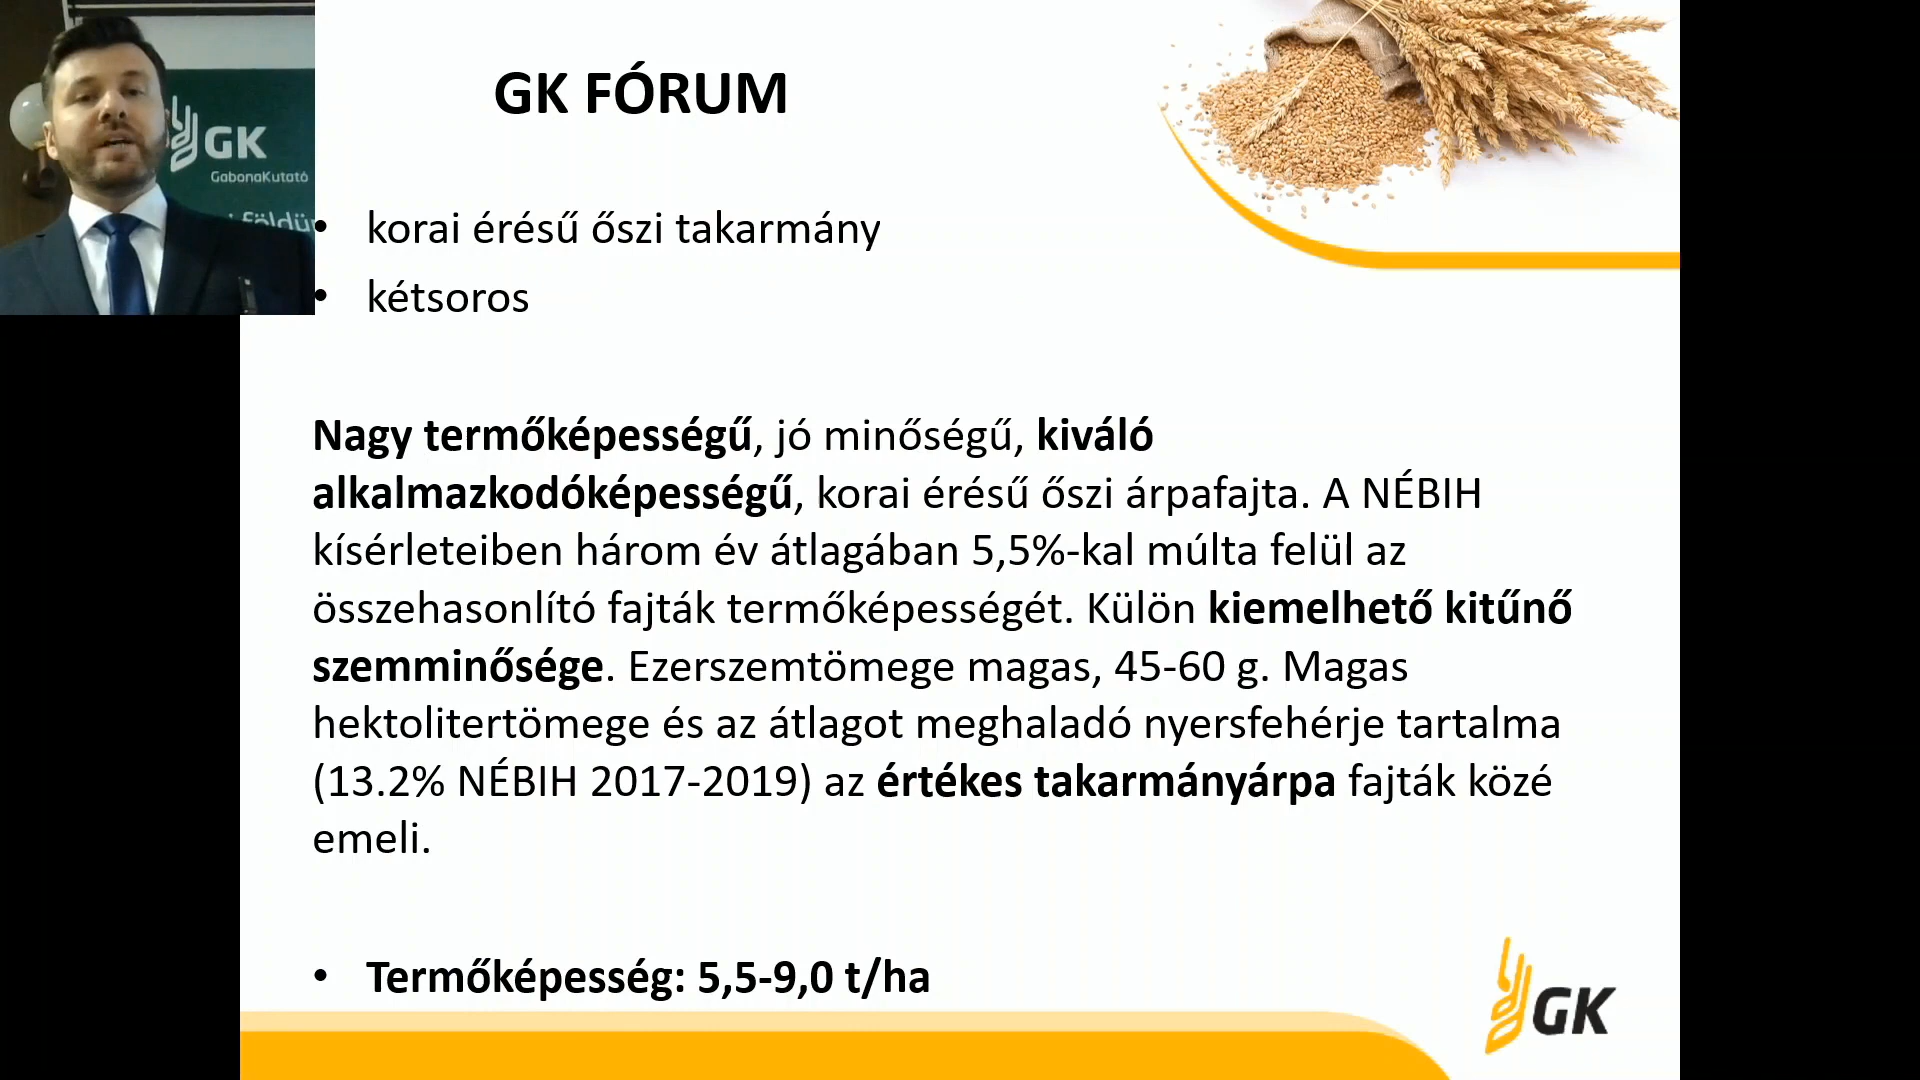 GK FÓRUM
GK
GabonaKutató
• korai érésű őszi takarmány
• kétsoros
Nagy termőképességű, jó minőségű, kiváló
alkalmazkodóképességű, korai érésű őszi árpafajta. A NÉBIH
kísérleteiben három év átlagában 5,5%-kal múlta felül az
összehasonlító fajták termőképességét. Külön kiemelhető kitűnő
szemminősége. Ezerszemtömege magas, 45-60 g. Magas
hektolitertömege és az átlagot meghaladó nyersfehérje tartalma
(13.2% NÉBIH 2017-2019) az értékes takarmányárpa fajták közé
emeli.
• Termőképesség: 5,5-9,0 t/ha
GK